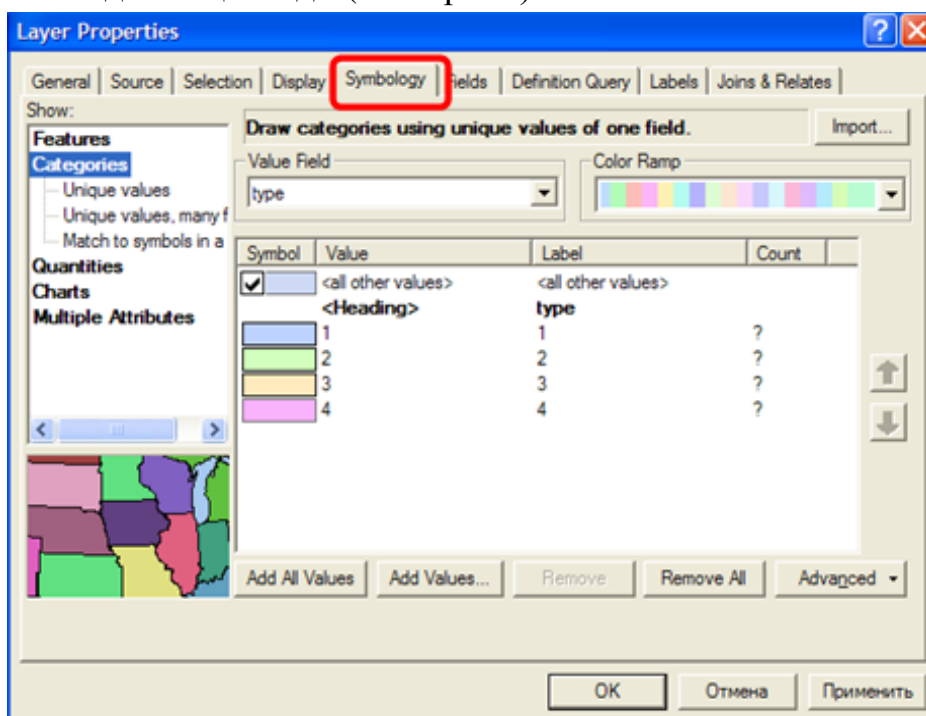 Layer Properties
General Source Selection Display Symbology Fields Definition Query Labels Joins & Relates
Show:
Features
Categories
Unique values
Unique values, many f
Match to symbols in a
Quantities
Charts
Multiple Attributes
Draw categories using unique values of one field.
Import...
Value Field
type
Color Ramp
Symbol Value Label Count
<all other values> <all other values>
<Heading> type
1 1 ?
2 2 ?
3 3 ?
4 4 ?
Add All Values Add Values... Remove Remove All Advanced
OK Отмена Применить